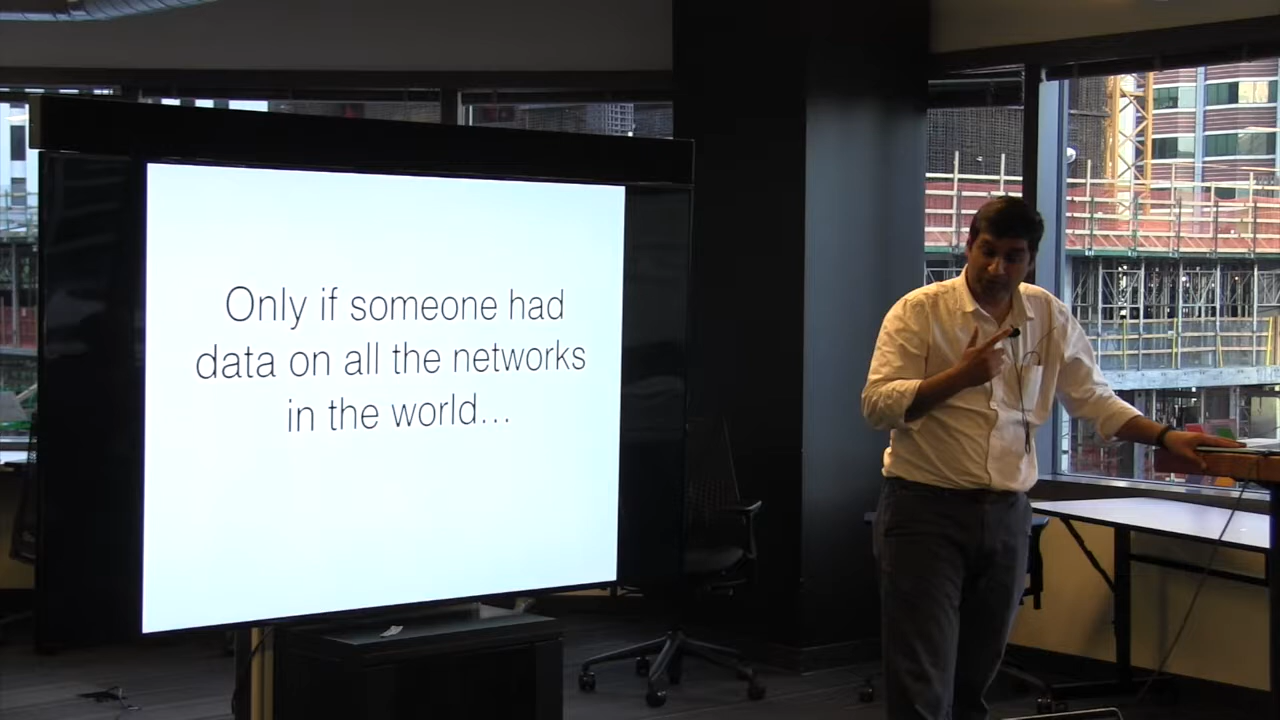 Only if someone had
data on all the networks
in the world...